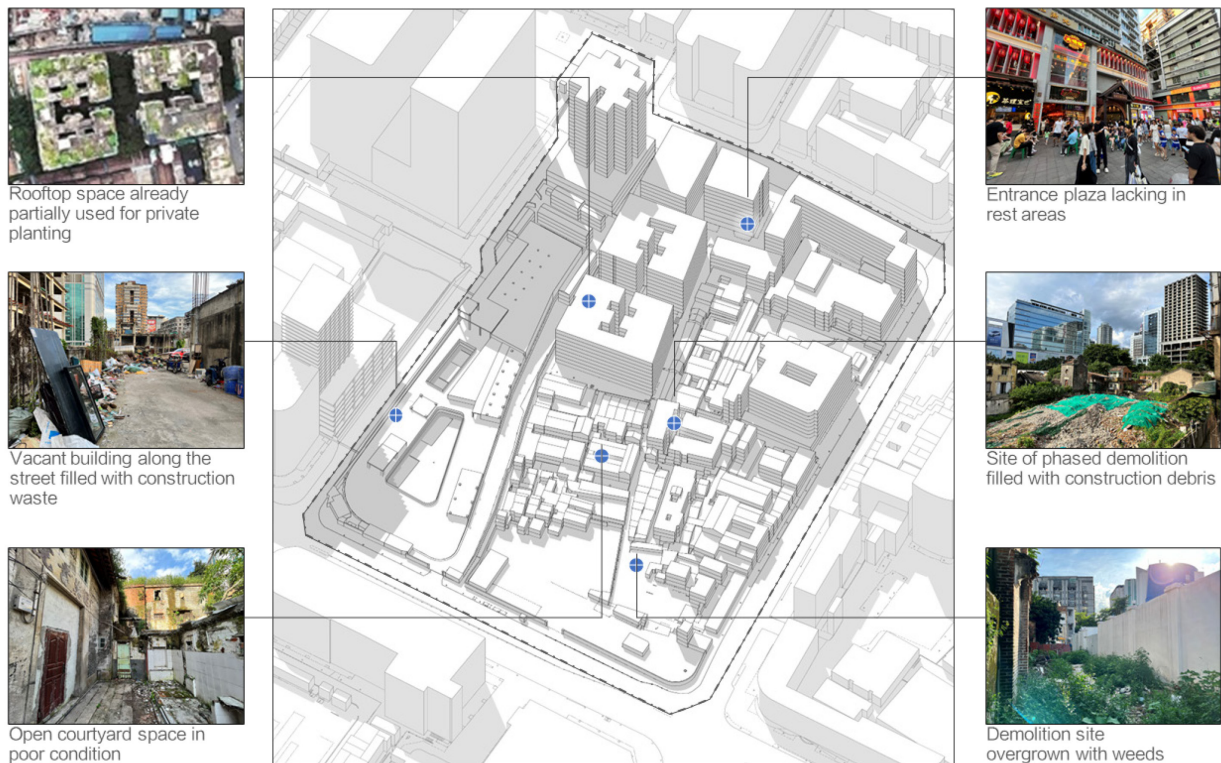 Rooftop space already
partially used for private
planting
Entrance plaza lacking in
rest areas
Vacant building along the
street filled with construction
waste
Site of phased demolition
filled with construction debris
Open courtyard space in
poor condition
Demolition site
overgrown with weeds